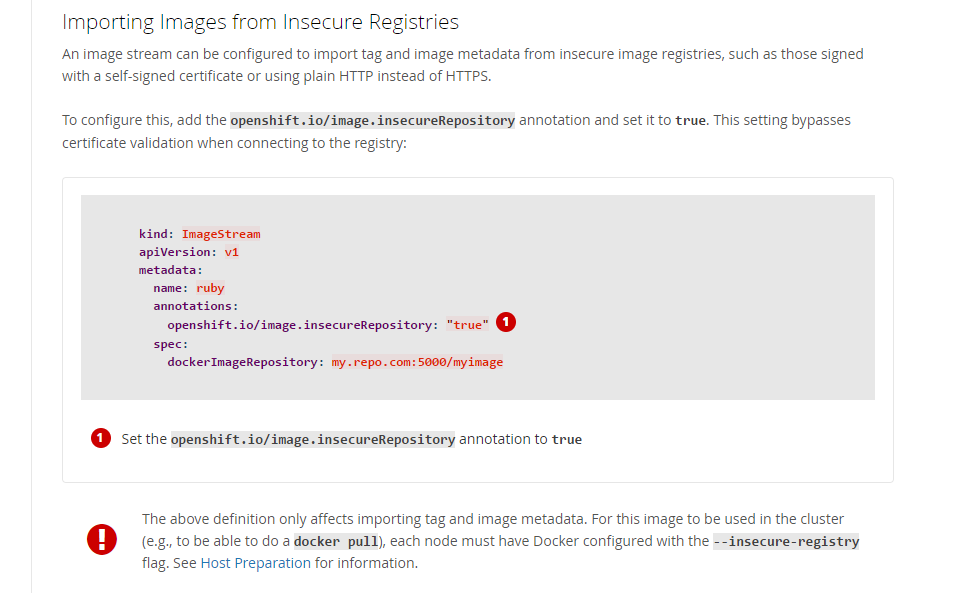 Importing Images from Insecure Registries
An image stream can be configured to import tag and image metadata from insecure image registries, such as those signed
with a self-signed certificate or using plain HTTP instead of HTTPS.
To configure this, add the openshift.io/image.insecureRepository annotation and set it to true. This setting bypasses
certificate validation when connecting to the registry:
kind: ImageStream
apiVersion: v1
metadata:
  name: ruby
  annotations:
    openshift.io/image.insecureRepository: "true" 1
  spec:
    dockerImageRepository: my.repo.com:5000/myimage
1 Set the openshift.io/image.insecureRepository annotation to true
The above definition only affects importing tag and image metadata. For this image to be used in the cluster
(e.g., to be able to do a docker pull), each node must have Docker configured with the --insecure-registry
flag. See Host Preparation for information.